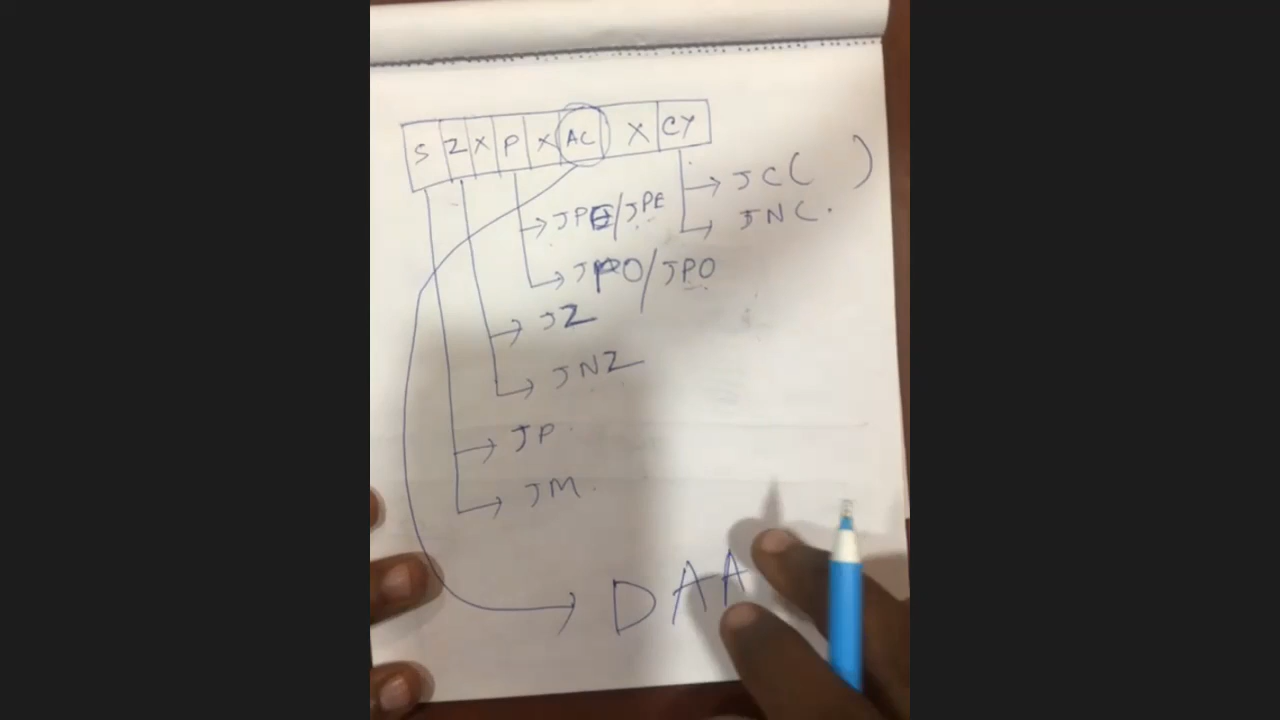 S Z X P X AC X CY
JC( )
JNC.
JPE/JPE
JPO/JPO
JZ
JNZ
JP.
JM.
DAA